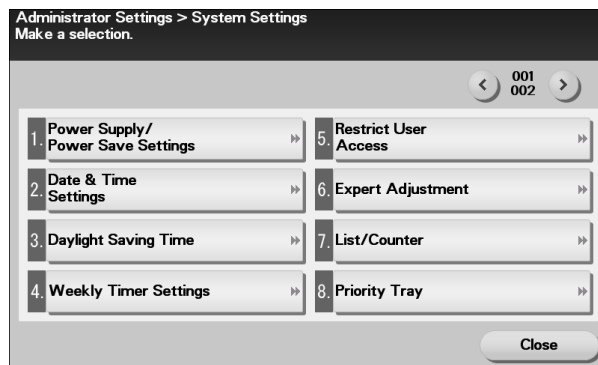 Administrator Settings > System Settings
Make a selection.
001
002
1. Power Supply/
Power Save Settings
2. Date & Time
Settings
3. Daylight Saving Time
4. Weekly Timer Settings
5. Restrict User
Access
6. Expert Adjustment
7. List/Counter
8. Priority Tray
Close